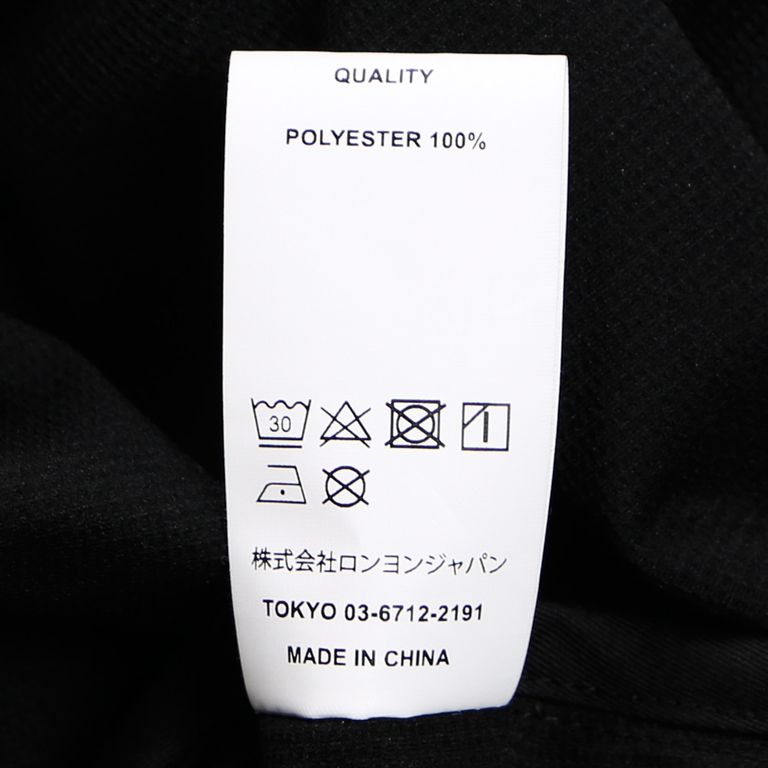 QUALITY
POLYESTER 100%
30
株式会社ロンヨンジャパン
TOKYO 03-6712-2191
MADE IN CHINA